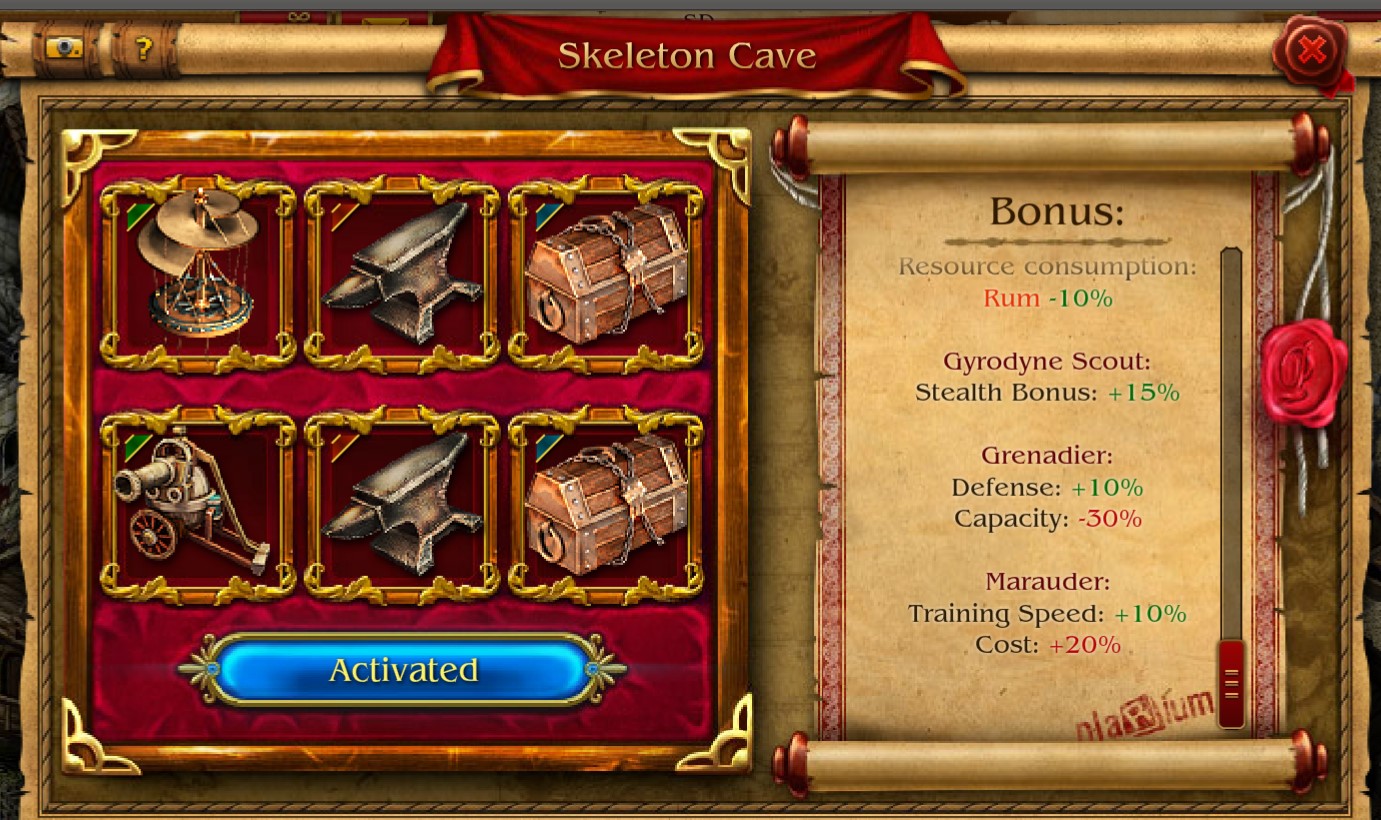 Skeleton Cave
?
Bonus:
Resource consumption:
Rum -10%
Gyrodyne Scout:
Stealth Bonus: +15%
Grenadier:
Defense: +10%
Capacity: -30%
Marauder:
Training Speed: +10%
Cost: +20%
Activated
plaRium